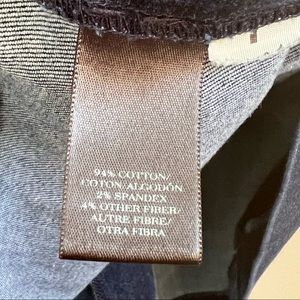 94% COTTON/
COTON/ALGODÓN
2% SPANDEX
4% OTHER FIBER/
AUTRE FIBRE/
OTRA FIBRA